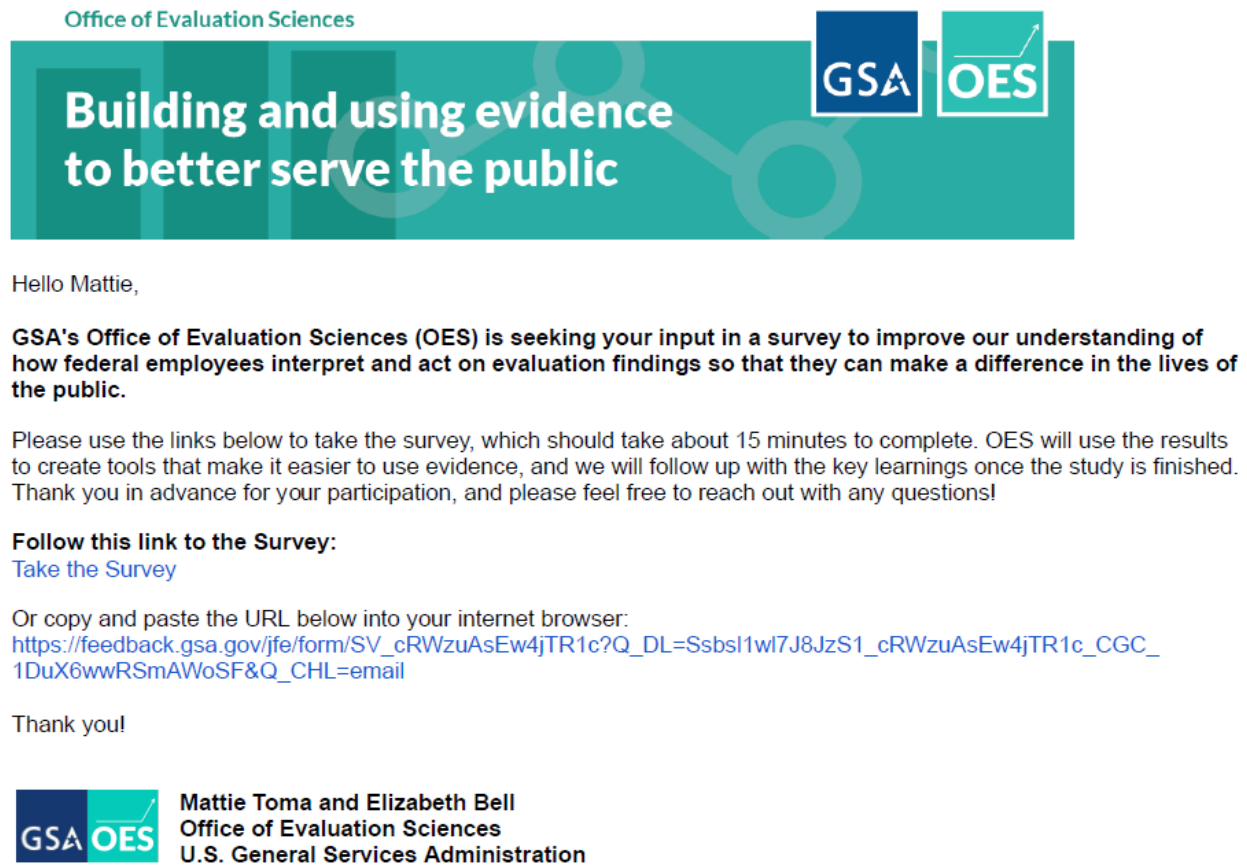 Office of Evaluation Sciences
GSA OES
Building and using evidence
to better serve the public
Hello Mattie,
GSA's Office of Evaluation Sciences (OES) is seeking your input in a survey to improve our understanding of
how federal employees interpret and act on evaluation findings so that they can make a difference in the lives of
the public.
Please use the links below to take the survey, which should take about 15 minutes to complete. OES will use the results
to create tools that make it easier to use evidence, and we will follow up with the key learnings once the study is finished.
Thank you in advance for your participation, and please feel free to reach out with any questions!
Follow this link to the Survey:
Take the Survey
Or copy and paste the URL below into your internet browser:
https://feedback.gsa.gov/jfe/form/SV_cRWzuAsEw4jTR1c?Q_DL=Ssbsl1wl7J8JzS1_cRWzuAsEw4jTR1c_CGC_
1DuX6wwRSmAWoSF&Q_CHL=email
Thank you!
GSA OES
Mattie Toma and Elizabeth Bell
Office of Evaluation Sciences
U.S. General Services Administration